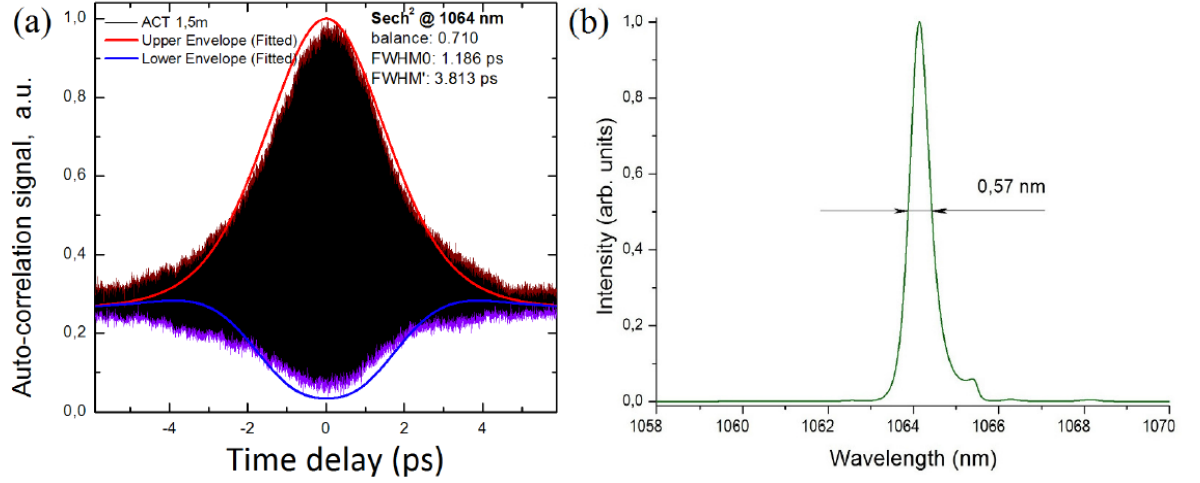 (a)
ACT 1,5m
Upper Envelope (Fitted)
Lower Envelope (Fitted)
Sech² @ 1064 nm
balance: 0.710
FWHM0: 1.186 ps
FWHM': 3.813 ps
Auto-correlation signal, a.u.
1,0
0,8
0,6
0,4
0,2
0,0
-4 -2 0 2 4
Time delay (ps)
(b)
Intensity (arb. units)
1,0
0,8
0,6
0,4
0,2
0,0
0,57 nm
1058 1060 1062 1064 1066 1068 1070
Wavelength (nm)